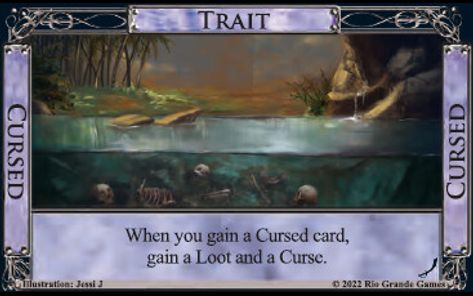 TRAIT
CURSED
CURSED
When you gain a Cursed card,
gain a Loot and a Curse.
Illustration: Jessi J
© 2022 Rio Grande Games